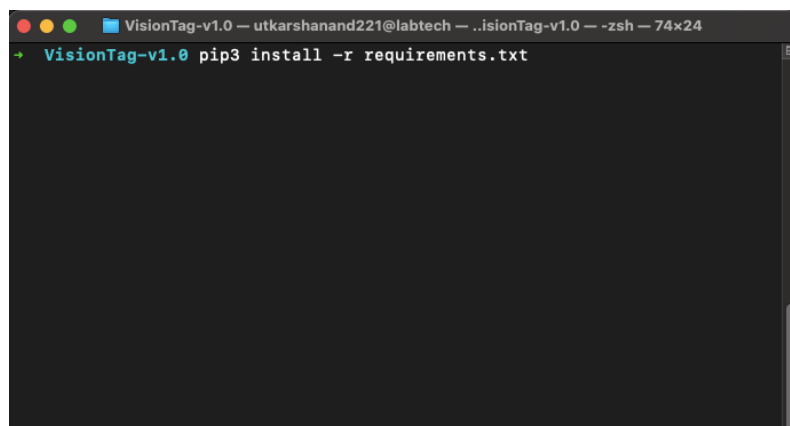 VisionTag-v1.0 — utkarshanand221@labtech — ..isionTag-v1.0 — -zsh — 74×24
→ VisionTag-v1.0 pip3 install -r requirements.txt